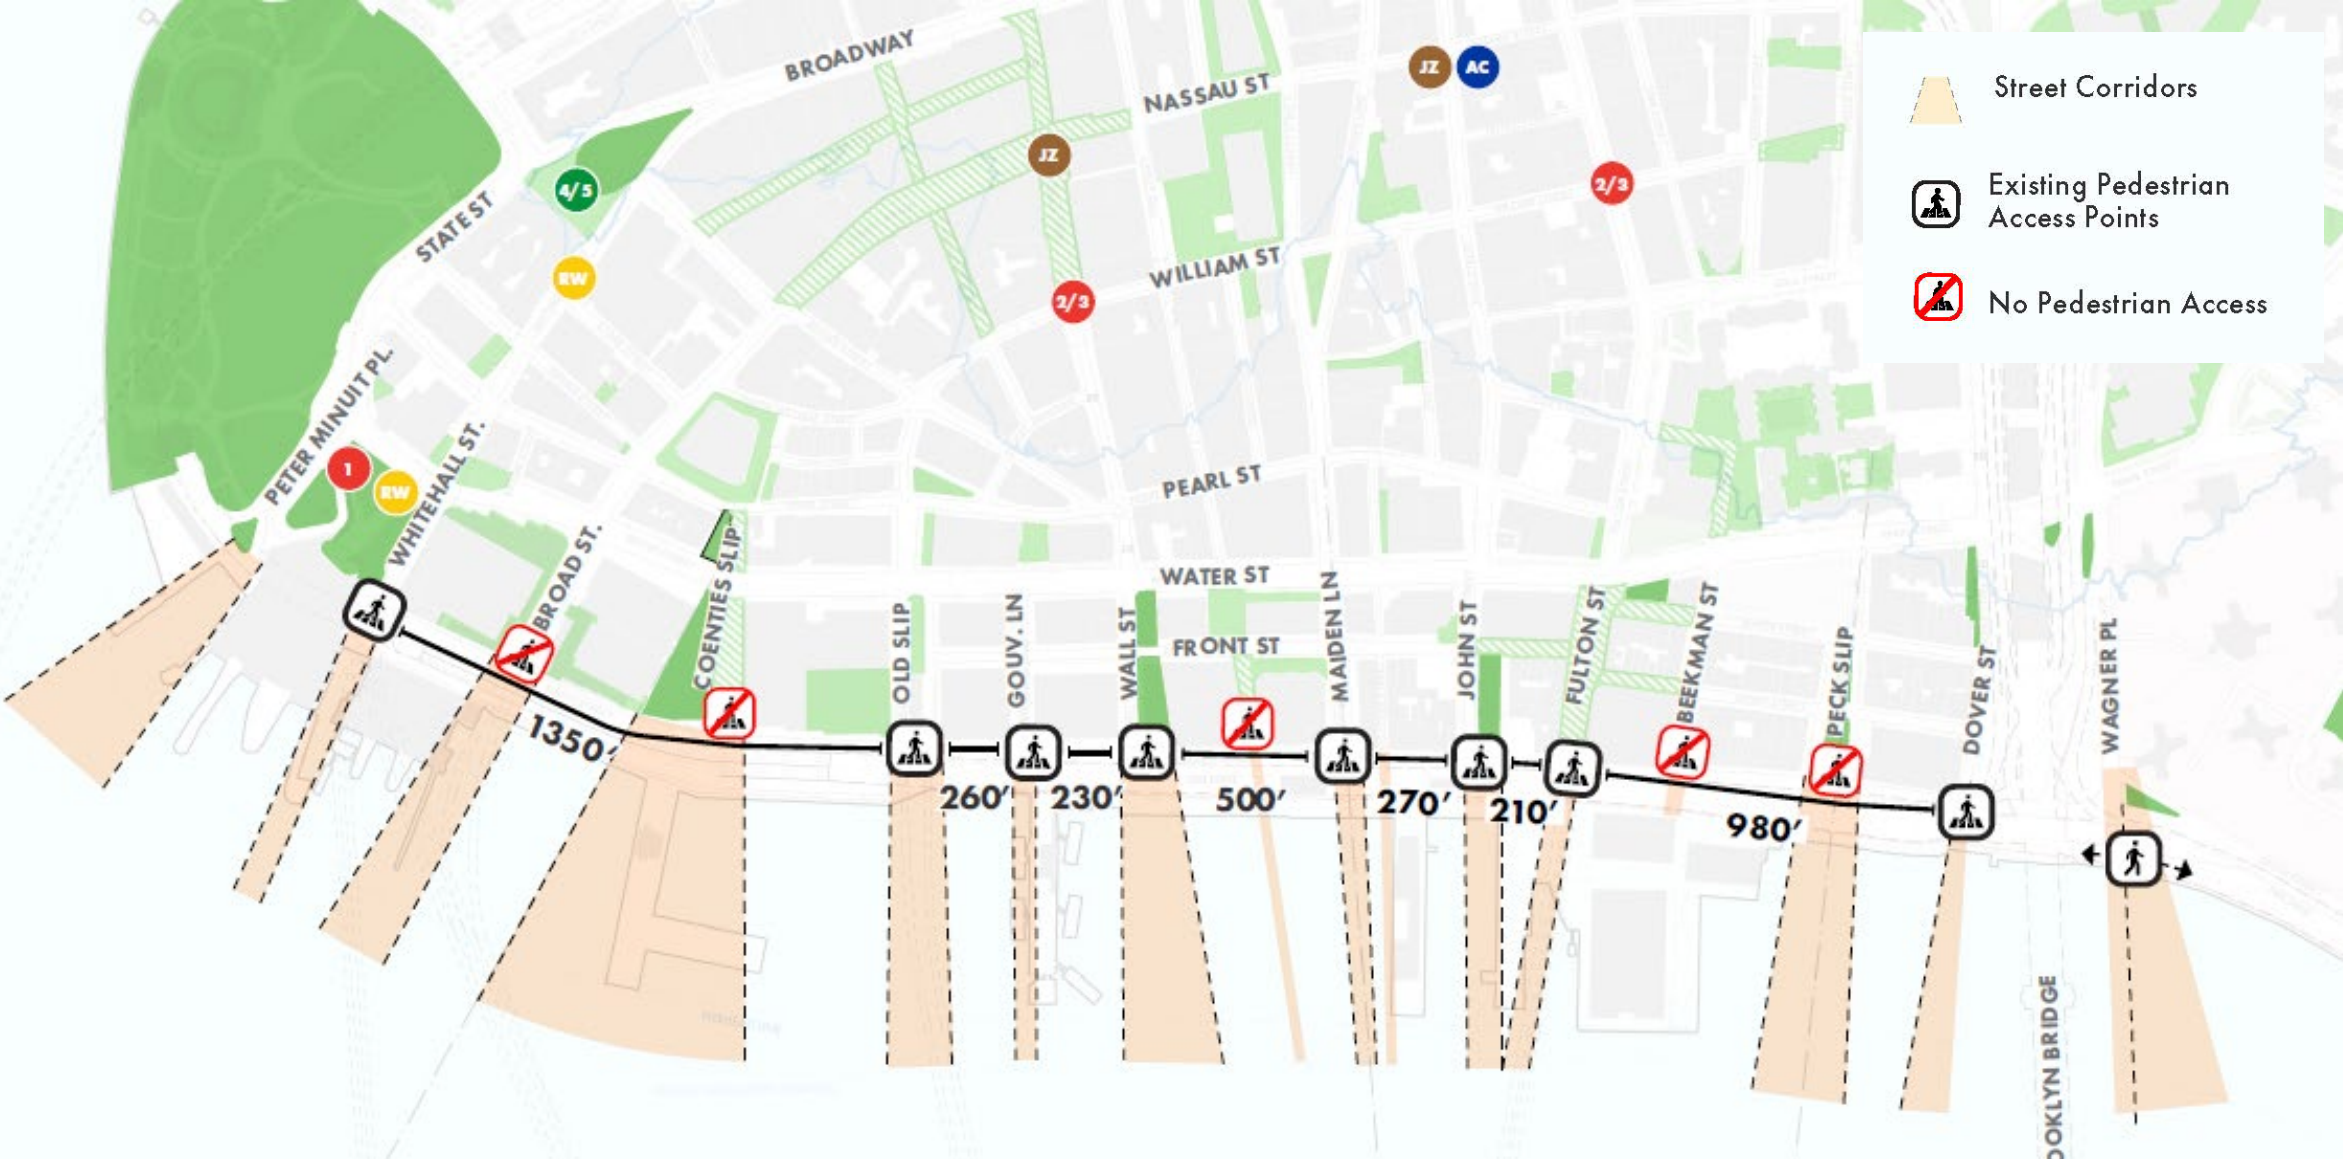 BROADWAY
NASSAU ST
JZ
AC
Street Corridors
Existing Pedestrian
Access Points
No Pedestrian Access
JZ
2/3
4/5
STATE ST
RW
WILLIAM ST
2/3
PETER MINUIT PL.
1
RW
WHITEHALL ST.
BROAD ST.
PEARL ST
COENTIES SLIP
WATER ST
OLD SLIP
GOUV. LN
WALL ST
FRONT ST
MAIDEN LN
JOHN ST
FULTON ST
BEEKMAN ST
PECK SLIP
DOVER ST
WAGNER PL
1350'
260'
230'
500'
270'
210'
980'
OOKLYN BRIDGE